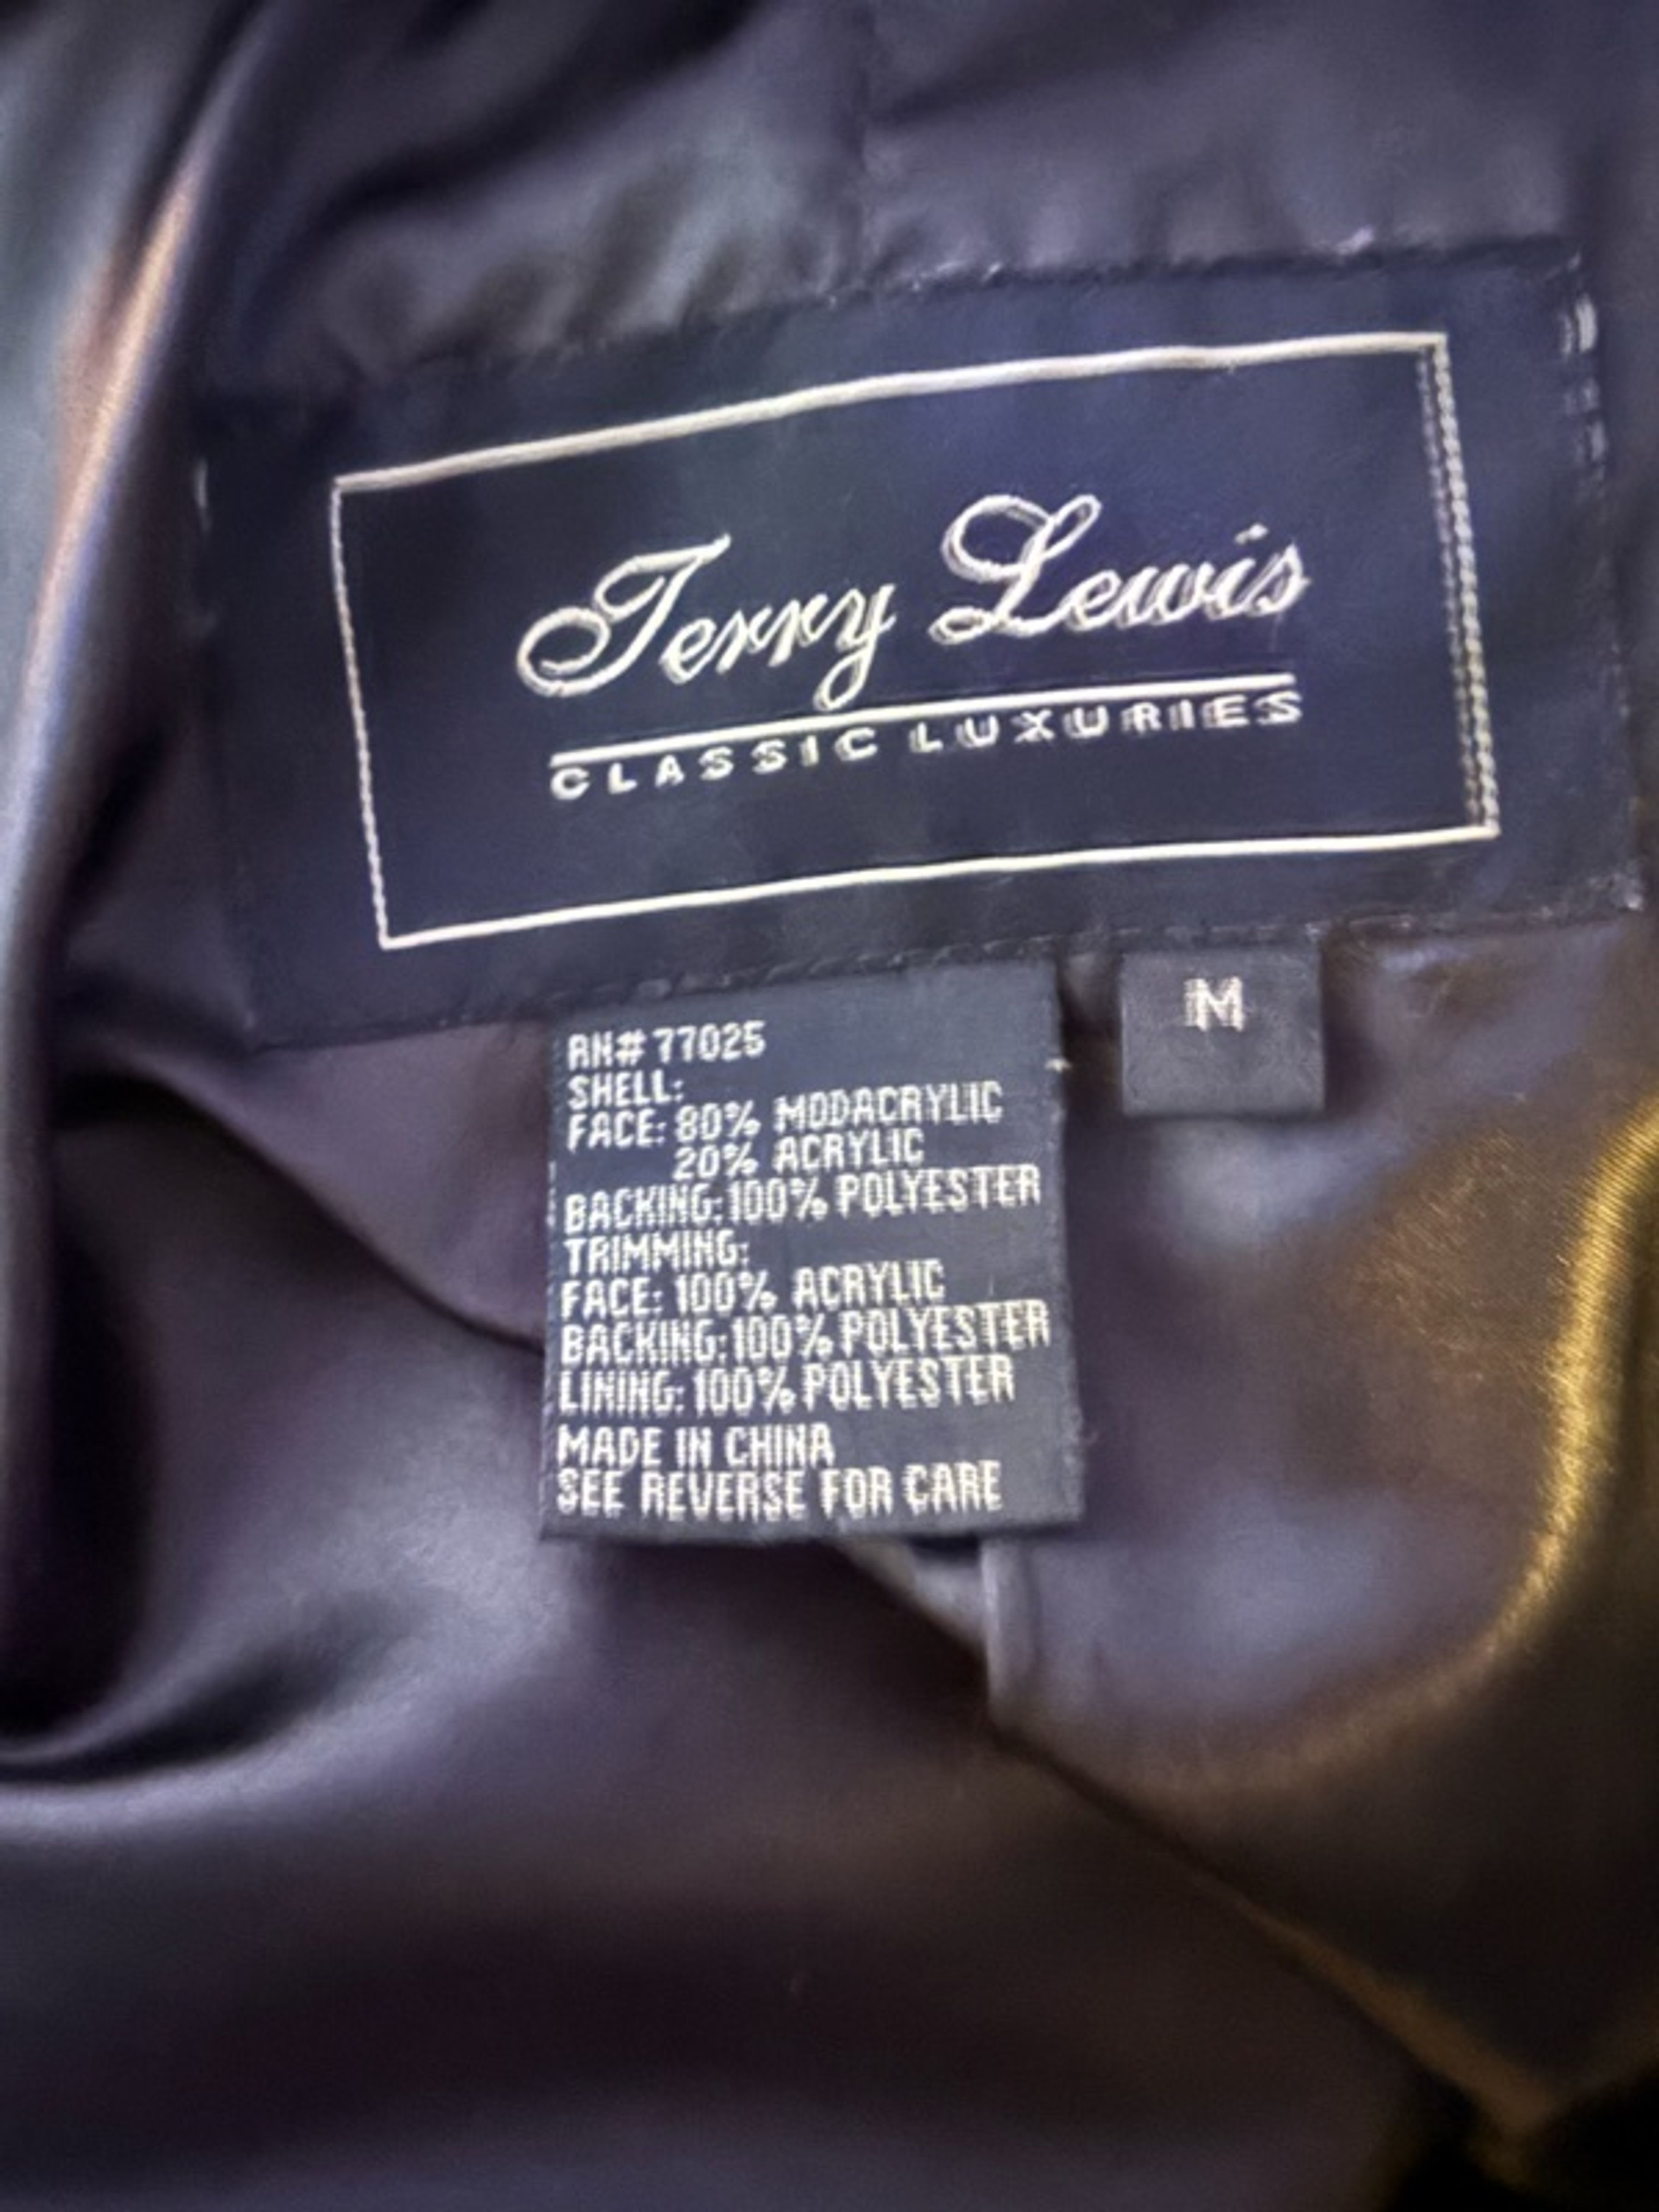 Terry Lewis
CLASSIC LUXURIES
M
RN# 77025
SHELL:
FACE: 80% MODACRYLIC
20% ACRYLIC
BACKING: 100% POLYESTER
TRIMMING:
FACE: 100% ACRYLIC
BACKING: 100% POLYESTER
LINING: 100% POLYESTER
MADE IN CHINA
SEE REVERSE FOR CARE